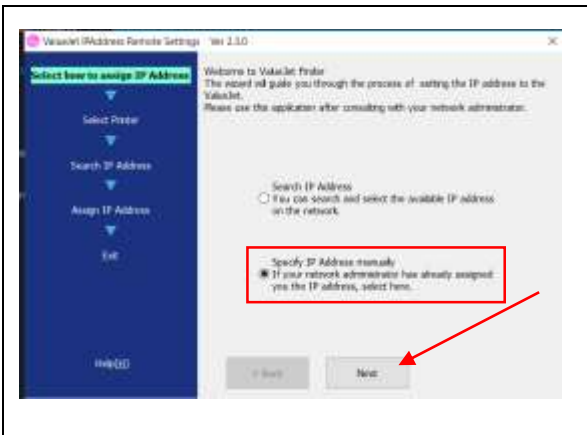 ValueJet IPAddress Remote Settings Ver 2.3.0
Select how to assign IP Address
Select Printer
Search IP Address
Assign IP Address
Exit
Help(H)
Welcome to ValueJet Finder
The wizard will guide you through the process of setting the IP address to the
ValueJet.
Please use this application after consulting with your network administrator.
Search IP Address
You can search and select the available IP address
on the network.
Specify IP Address manually
If your network administrator has already assigned
you the IP address, select here.
< Back
Next